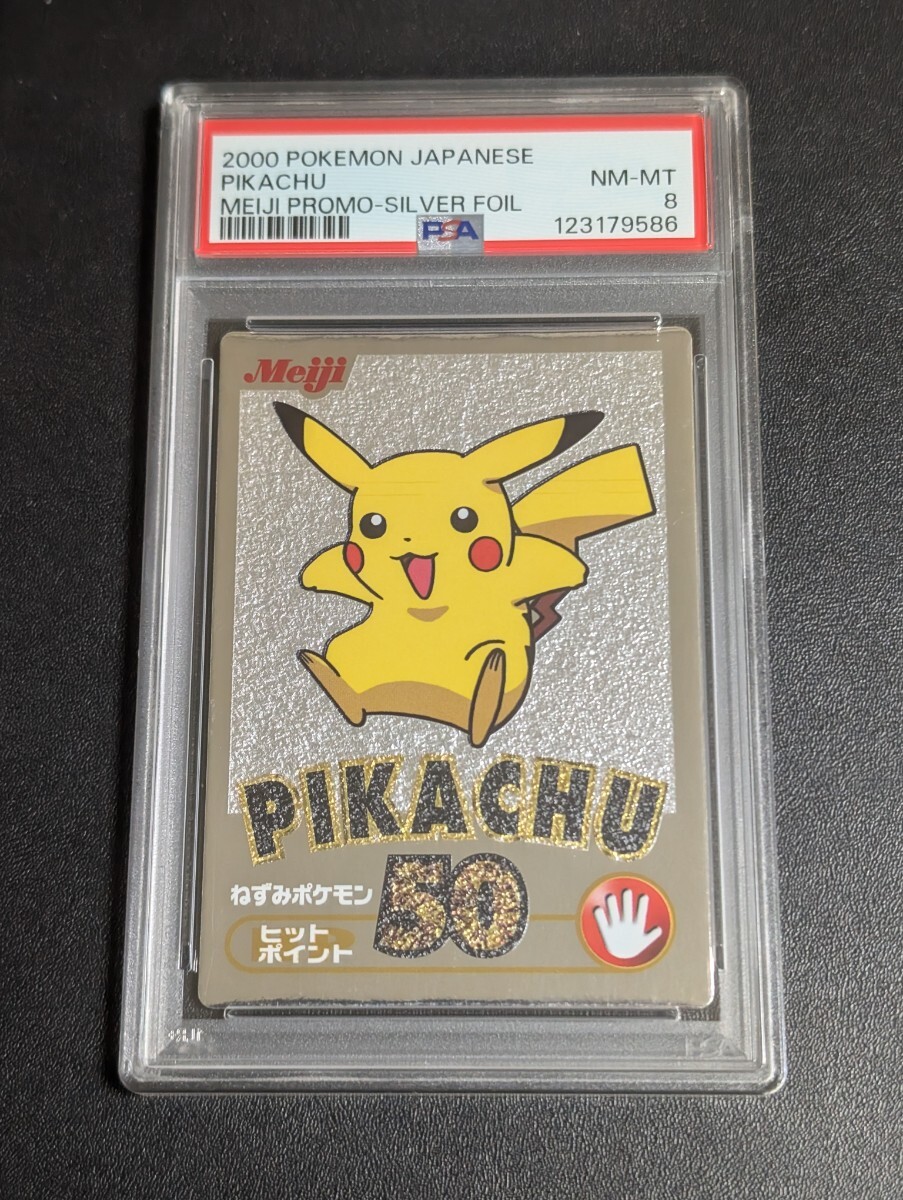 2000 POKEMON JAPANESE
PIKACHU NM-MT
MEIJI PROMO-SILVER FOIL 8
PSA 123179586
Meiji
PIKACHU
ねずみポケモン 50
ヒット
ポイント